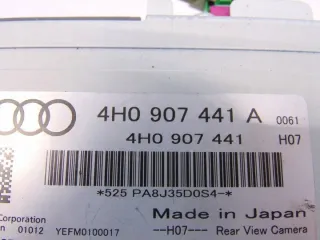 4H0 907 441 A 0061
4H0 907 441 H07
*525 PA8J35D0S4-*
Made in Japan
Corporation
01012 YEFM0100017 --H07--- Rear View Camera